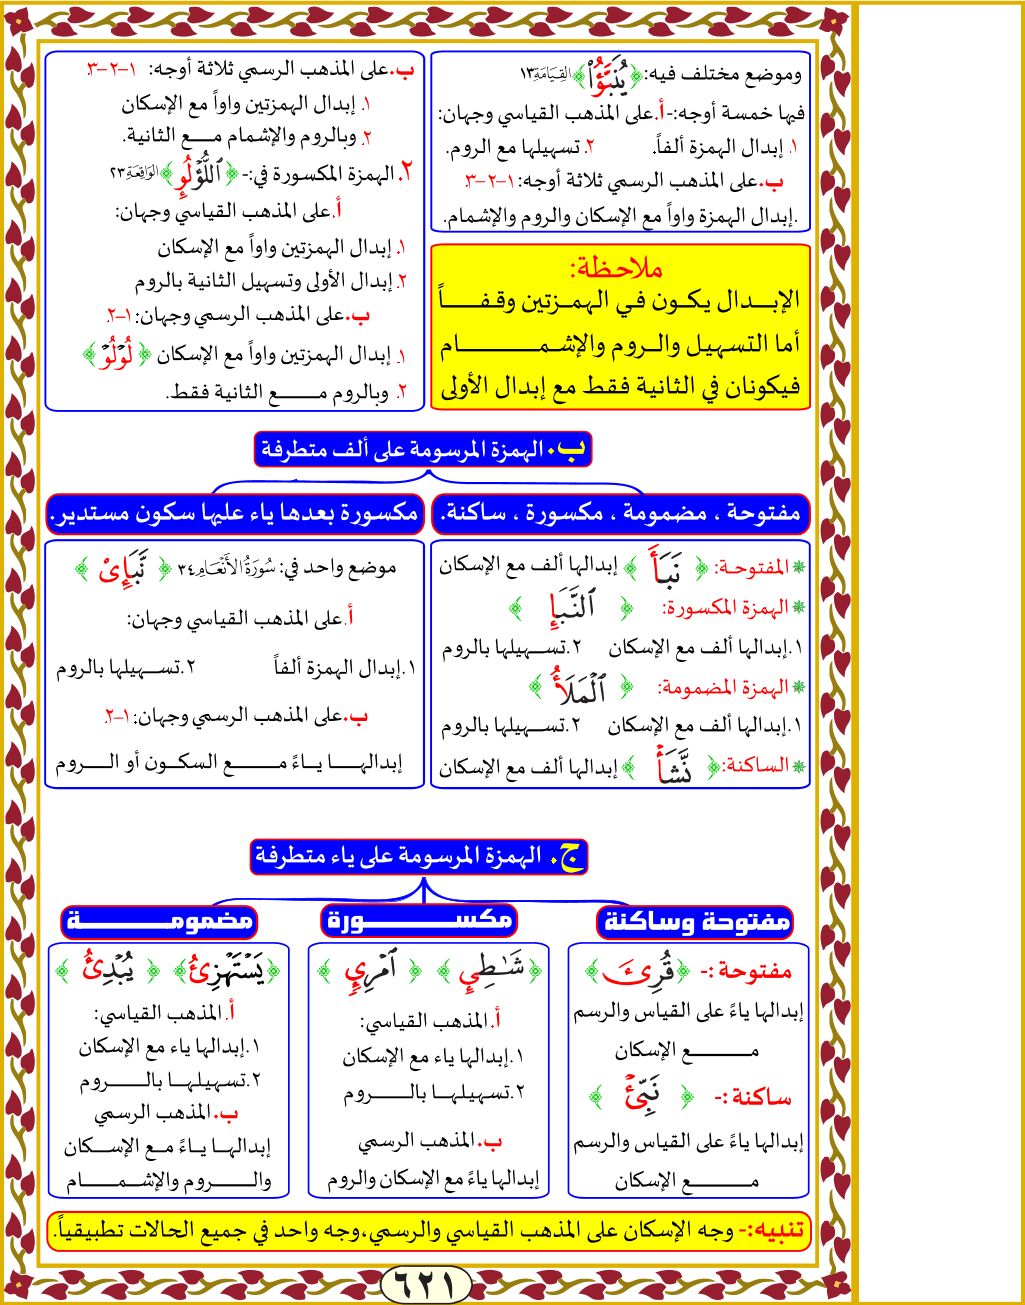 وموضع مختلف فيه: ﴿يُنَبَّؤُاْ﴾ القِيَامَة ١٣
فيها خمسة أوجه:- أ. على المذهب القياسي وجهان:
١. إبدال الهمزة ألفاً. ٢. تسهيلها مع الروم.
ب. على المذهب الرسمي ثلاثة أوجه: ١-٢-٣
.إبدال الهمزة واواً مع الإسكان والروم والإشمام.
ملاحظة:
الإبدال يكون في الهمزتين وقفاً
أما التسهيل والروم والإشمام
فيكونان في الثانية فقط مع إبدال الأولى
ب. على المذهب الرسمي ثلاثة أوجه: ١-٢-٣
١. إبدال الهمزتين واواً مع الإسكان
٢. وبالروم والإشمام مع الثانية.
٢. الهمزة المكسورة في:- ﴿ٱللُّؤۡلُوِٕ﴾ الوَاقِعَة ٢٣
أ. على المذهب القياسي وجهان:
١. إبدال الهمزتين واواً مع الإسكان
٢. إبدال الأولى وتسهيل الثانية بالروم
ب. على المذهب الرسمي وجهان: ١-٢
١. إبدال الهمزتين واواً مع الإسكان ﴿لُوۡلُوۡ﴾
٢. وبالروم مع الثانية فقط.
ب. الهمزة المرسومة على ألف متطرفة
مفتوحة ، مضمومة ، مكسورة ، ساكنة.
المفتوحة: ﴿نَبَأَ﴾ إبدالها ألف مع الإسكان
الهمزة المكسورة: ﴿ٱلنَّبَإِ﴾
١.إبدالها ألف مع الإسكان ٢.تسهيلها بالروم
الهمزة المضمومة: ﴿ٱلۡمَلَأُ﴾
١.إبدالها ألف مع الإسكان ٢.تسهيلها بالروم
الساكنة: ﴿نَّشَأۡ﴾ إبدالها ألف مع الإسكان
مكسورة بعدها ياء عليها سكون مستدير.
موضع واحد في: سُورَةُ الأَنْعَام ٣٤ ﴿نَّبَإِيْ﴾
أ. على المذهب القياسي وجهان:
١.إبدال الهمزة ألفاً ٢.تسهيلها بالروم
ب. على المذهب الرسمي وجهان: ١-٢
إبدالها ياءً مع السكون أو الروم
ج. الهمزة المرسومة على ياء متطرفة
مفتوحة وساكنة
مفتوحة :- ﴿قُرِئَ﴾
إبدالها ياءً على القياس والرسم
مع الإسكان
ساكنة :- ﴿نَبِّئۡ﴾
إبدالها ياءً على القياس والرسم
مع الإسكان
مكسورة
﴿شَٰطِيِٕ﴾ ﴿ٱمۡرِيٕٖ﴾
أ. المذهب القياسي:
١.إبدالها ياء مع الإسكان
٢.تسهيلها بالروم
ب. المذهب الرسمي
إبدالها ياءً مع الإسكان والروم
مضمومة
﴿يَسۡتَهۡزِئُ﴾ ﴿يُبۡدِئُ﴾
أ. المذهب القياسي:
١.إبدالها ياء مع الإسكان
٢.تسهيلها بالروم
ب. المذهب الرسمي
إبدالها ياءً مع الإسكان
والروم والإشمام
تنبيه:- وجه الإسكان على المذهب القياسي والرسمي،وجه واحد في جميع الحالات تطبيقياً.
٦٢١